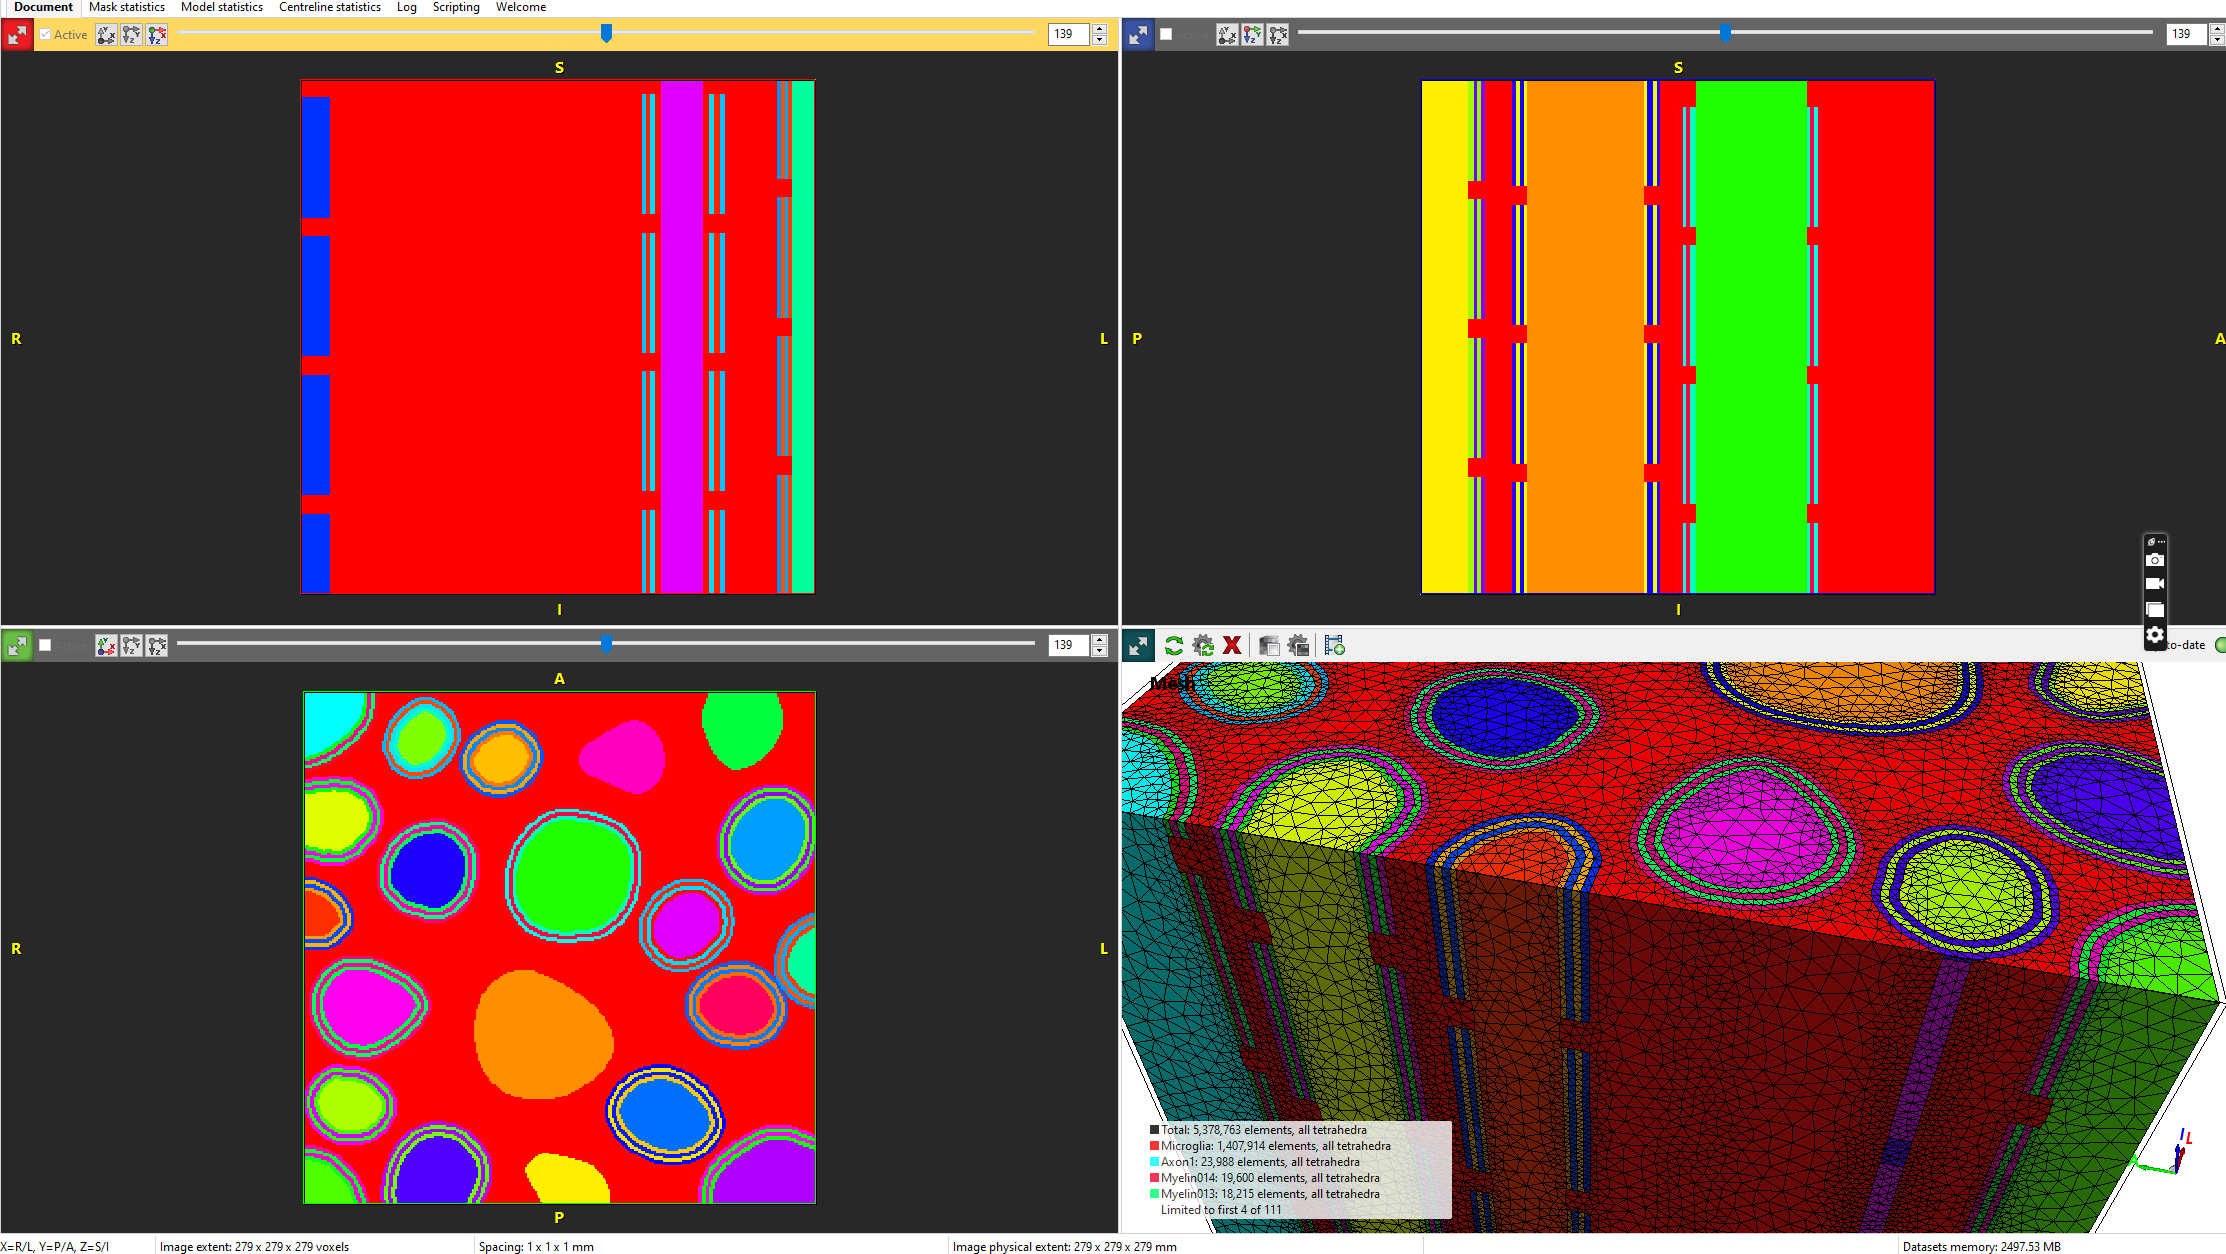 Document Mask statistics Model statistics Centreline statistics Log Scripting Welcome
Active 139
139
S
S
R
L
P
A
I
I
139
to-date
A
R
L
P
Total: 5,378,763 elements, all tetrahedra
Microglia: 1,407,914 elements, all tetrahedra
Axon1: 23,988 elements, all tetrahedra
Myelin014: 19,600 elements, all tetrahedra
Myelin013: 18,215 elements, all tetrahedra
Limited to first 4 of 111
I L
X=R/L, Y=P/A, Z=S/I Image extent: 279 x 279 x 279 voxels Spacing: 1 x 1 x 1 mm Image physical extent: 279 x 279 x 279 mm Datasets memory: 2497.53 MB